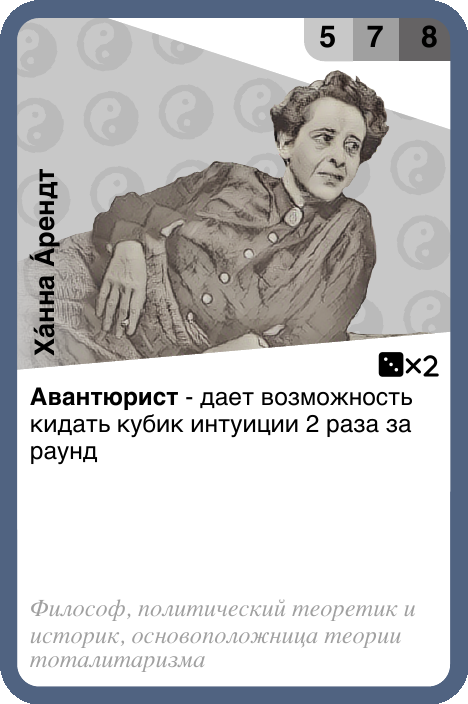 5 7 8
Ха́нна А́рендт
×2
Авантюрист - дает возможность
кидать кубик интуиции 2 раза за
раунд
Философ, политический теоретик и
историк, основоположница теории
тоталитаризма